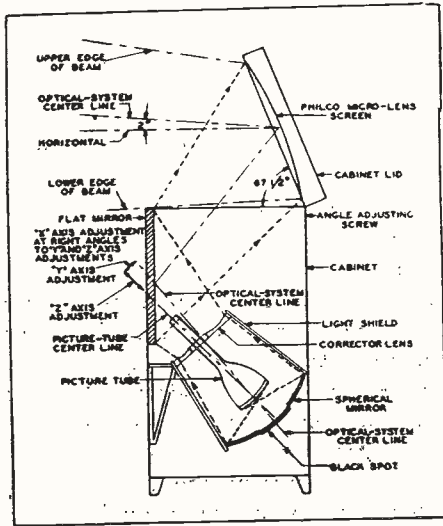 UPPER EDGE
OF BEAM
OPTICAL-SYSTEM
CENTER LINE
2°
HORIZONTAL
PHILCO MICRO-LENS
SCREEN
67 1/2°
CABINET LID
LOWER EDGE
OF BEAM
FLAT MIRROR
ANGLE ADJUSTING
SCREW
"X" AXIS ADJUSTMENT
AT RIGHT ANGLES
TO "Y" AND "Z" AXIS
ADJUSTMENTS
"Y" AXIS
ADJUSTMENT
CABINET
OPTICAL-SYSTEM
CENTER LINE
"Z" AXIS
ADJUSTMENT
PICTURE-TUBE
CENTER LINE
LIGHT SHIELD
CORRECTOR LENS
PICTURE TUBE
SPHERICAL
MIRROR
OPTICAL-SYSTEM
CENTER LINE
BLACK SPOT